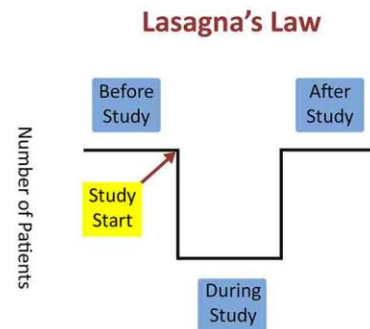 Lasagna's Law
Before
Study
After
Study
Number of Patients
Study
Start
During
Study